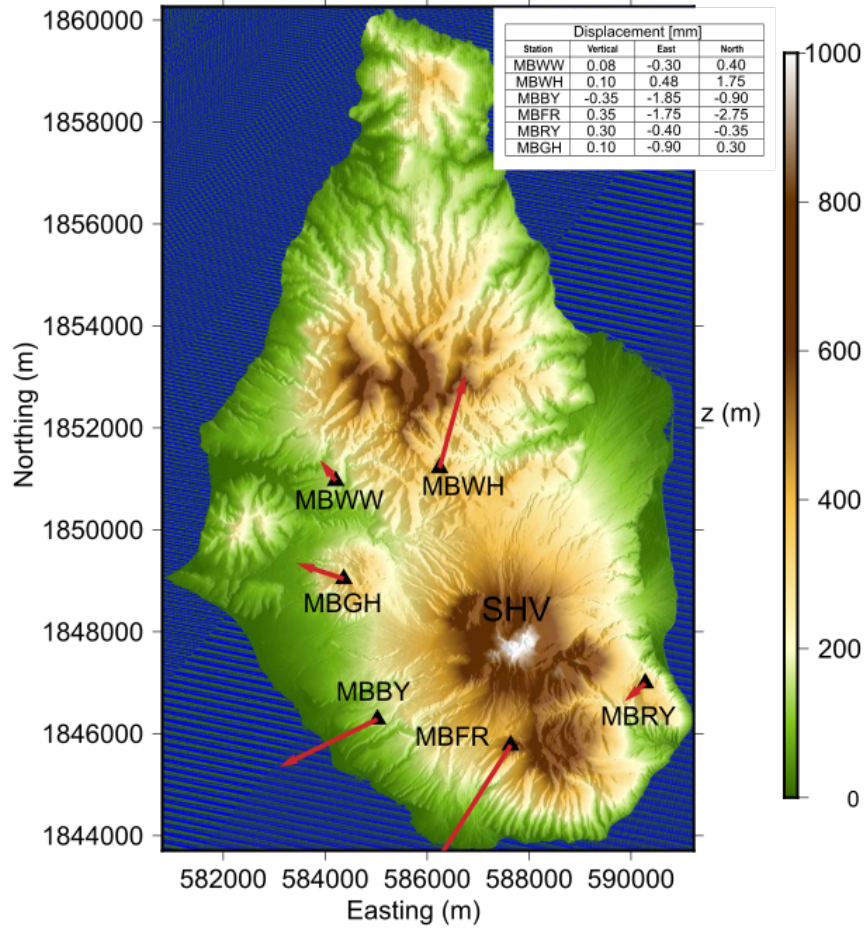 Displacement [mm]
Station Vertical East North
MBWW 0.08 -0.30 0.40
MBWH 0.10 0.48 1.75
MBBY -0.35 -1.85 -0.90
MBFR 0.35 -1.75 -2.75
MBRY 0.30 -0.40 -0.35
MBGH 0.10 -0.90 0.30
1860000
1858000
1856000
1854000
1852000
1850000
1848000
1846000
1844000
Northing (m)
MBWW
MBWH
MBGH
SHV
MBBY
MBFR
MBRY
582000 584000 586000 588000 590000
Easting (m)
1000
800
600
400
200
0
z (m)